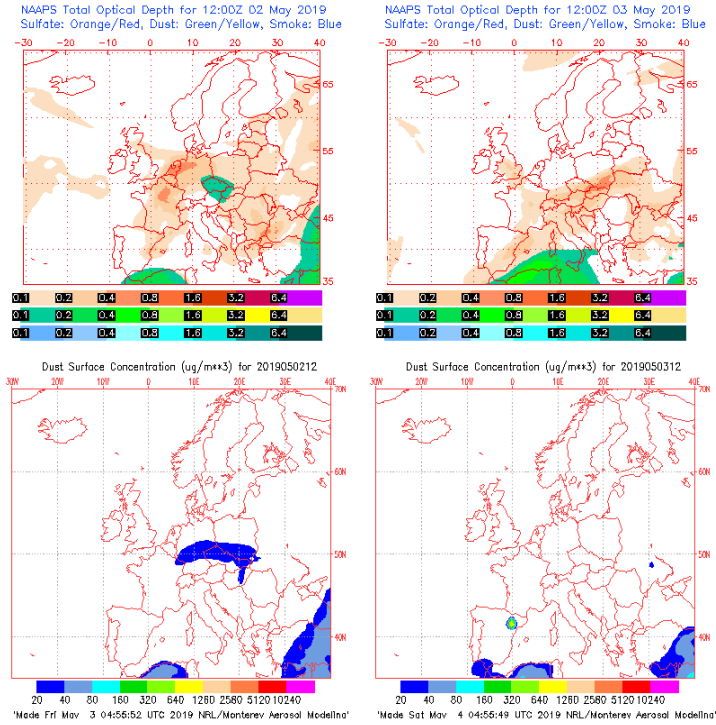 NAAPS Total Optical Depth for 12:00Z 02 May 2019
Sulfate: Orange/Red, Dust: Green/Yellow, Smoke: Blue
-30 -20 -10 0 10 20 30 40
65
55
45
35
0.1 0.2 0.4 0.8 1.6 3.2 6.4
0.1 0.2 0.4 0.8 1.6 3.2 6.4
0.1 0.2 0.4 0.8 1.6 3.2 6.4
NAAPS Total Optical Depth for 12:00Z 03 May 2019
Sulfate: Orange/Red, Dust: Green/Yellow, Smoke: Blue
-30 -20 -10 0 10 20 30 40
65
55
45
35
0.1 0.2 0.4 0.8 1.6 3.2 6.4
0.1 0.2 0.4 0.8 1.6 3.2 6.4
0.1 0.2 0.4 0.8 1.6 3.2 6.4
Dust Surface Concentration (ug/m**3) for 2019050212
30W 20W 10W 0 10E 20E 30E 40E
70N
60N
50N
40N
20 40 80 160 320 640 1280 2560 5120 10240
'Made Fri May 3 04:55:52 UTC 2019 NRL/Monterey Aerosol Modeling'
Dust Surface Concentration (ug/m**3) for 2019050312
30W 20W 10W 0 10E 20E 30E 40E
70N
60N
50N
40N
20 40 80 160 320 640 1280 2560 5120 10240
'Made Sat May 4 04:55:49 UTC 2019 NRL/Monterey Aerosol Modeling'